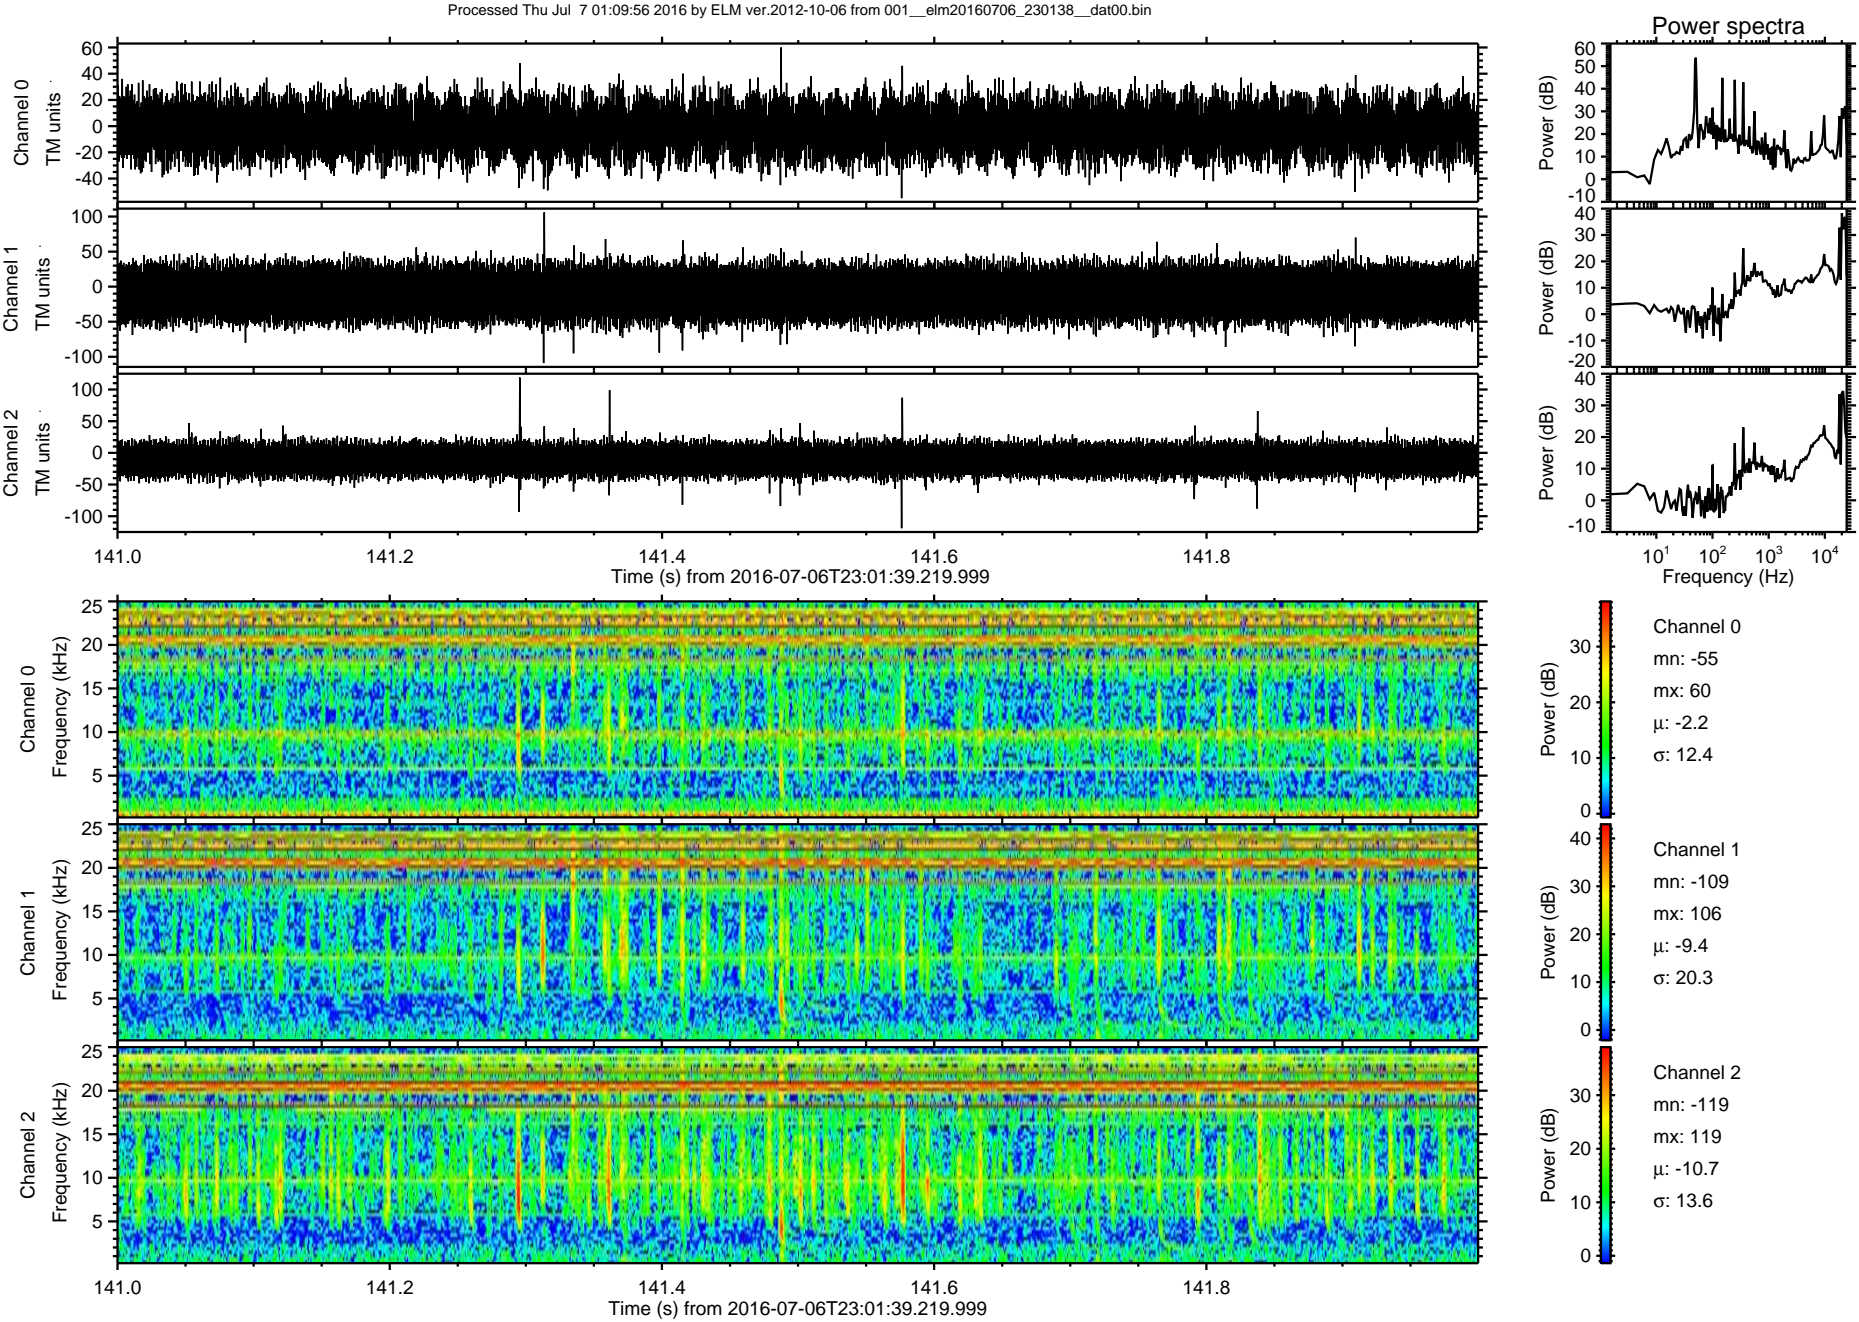 Processed Thu Jul  7 01:09:56 2016 by ELM ver.2012-10-06 from 001__elm20160706_230138__dat00.bin
Power spectra
Channel 0
TM units
60
40
20
0
-20
-40
Power (dB)
60
50
40
30
20
10
0
-10
Channel 1
TM units
100
50
0
-50
-100
Power (dB)
40
30
20
10
0
-10
-20
Channel 2
TM units
100
50
0
-50
-100
Power (dB)
40
30
20
10
0
-10
141.0 141.2 141.4 141.6 141.8
Time (s) from 2016-07-06T23:01:39.219.999
10¹ 10² 10³ 10⁴
Frequency (Hz)
Channel 0
Frequency (kHz)
25
20
15
10
5
Power (dB)
30
20
10
0
Channel 0
mn: -55
mx: 60
μ: -2.2
σ: 12.4
Channel 1
Frequency (kHz)
25
20
15
10
5
Power (dB)
40
30
20
10
0
Channel 1
mn: -109
mx: 106
μ: -9.4
σ: 20.3
Channel 2
Frequency (kHz)
25
20
15
10
5
Power (dB)
30
20
10
0
Channel 2
mn: -119
mx: 119
μ: -10.7
σ: 13.6
141.0 141.2 141.4 141.6 141.8
Time (s) from 2016-07-06T23:01:39.219.999